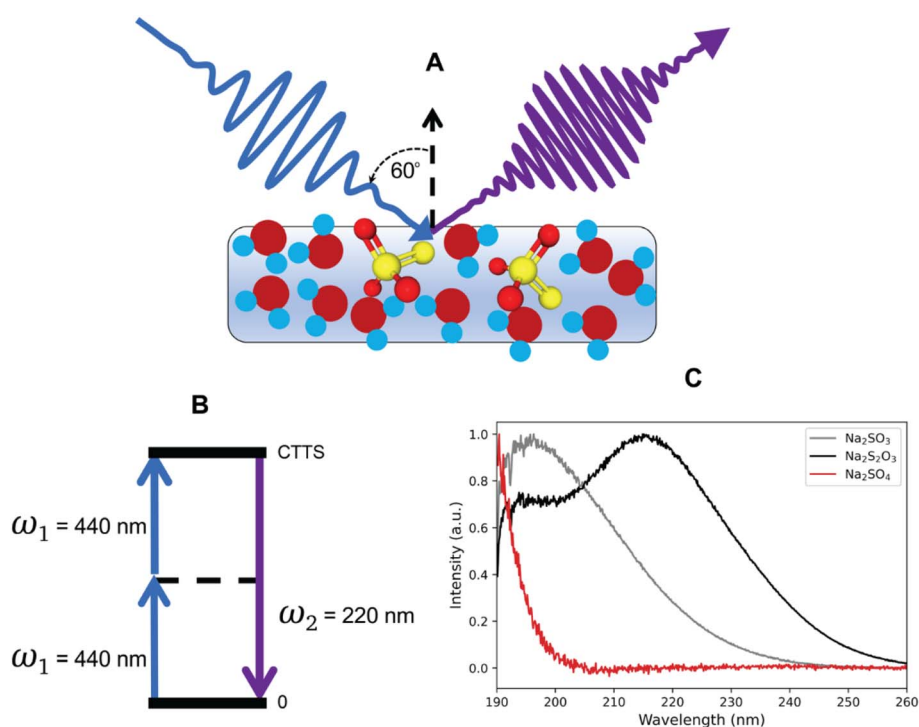 A
60°
B
CTTS
ω₁ = 440 nm
ω₂ = 220 nm
ω₁ = 440 nm
0
C
Na₂SO₃
Na₂S₂O₃
Na₂SO₄
Intensity (a.u.)
1.0
0.8
0.6
0.4
0.2
0.0
190 200 210 220 230 240 250 260
Wavelength (nm)